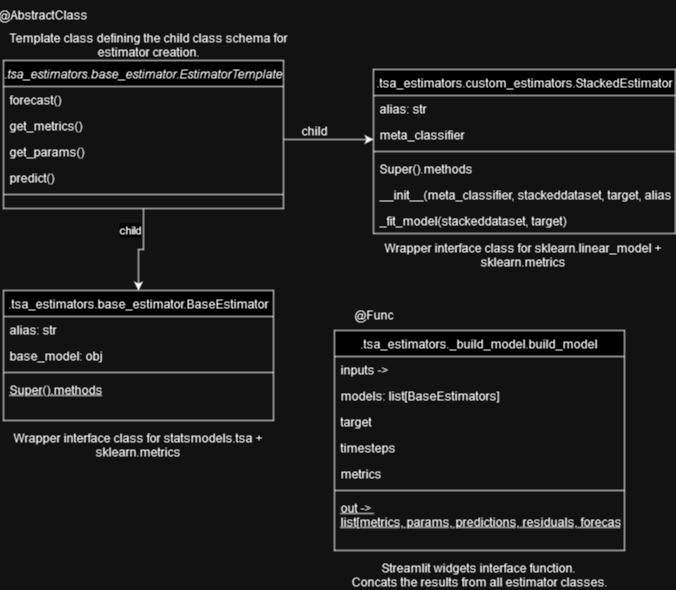 @AbstractClass
Template class defining the child class schema for
estimator creation.
.tsa_estimators.base_estimator.EstimatorTemplate
forecast()
get_metrics()
get_params()
predict()
child
.tsa_estimators.custom_estimators.StackedEstimator
alias: str
meta_classifier
Super().methods
__init__(meta_classifier, stackeddataset, target, alias
_fit_model(stackeddataset, target)
Wrapper interface class for sklearn.linear_model +
sklearn.metrics
child
.tsa_estimators.base_estimator.BaseEstimator
alias: str
base_model: obj
Super().methods
Wrapper interface class for statsmodels.tsa +
sklearn.metrics
@Func
.tsa_estimators._build_model.build_model
inputs ->
models: list[BaseEstimators]
target
timesteps
metrics
out ->
list[metrics, params, predictions, residuals, forecas
Streamlit widgets interface function.
Concats the results from all estimator classes.